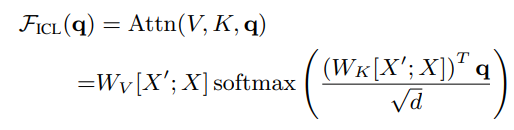 F_ICL(q) = Attn(V, K, q)
=W_V[X′; X] softmax ( (W_K[X′; X])^T q / √d )